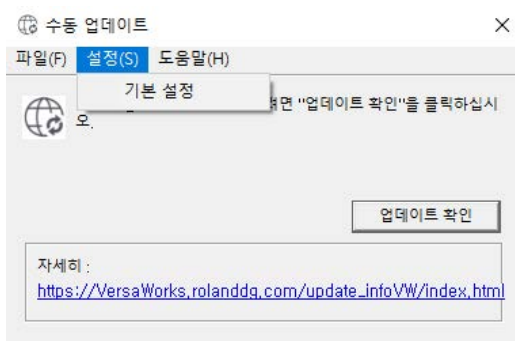 수동 업데이트
파일(F) 설정(S) 도움말(H)
기본 설정
려면 "업데이트 확인"을 클릭하십시
오.
업데이트 확인
자세히 :
https://VersaWorks.rolanddg.com/update_infoVW/index.html